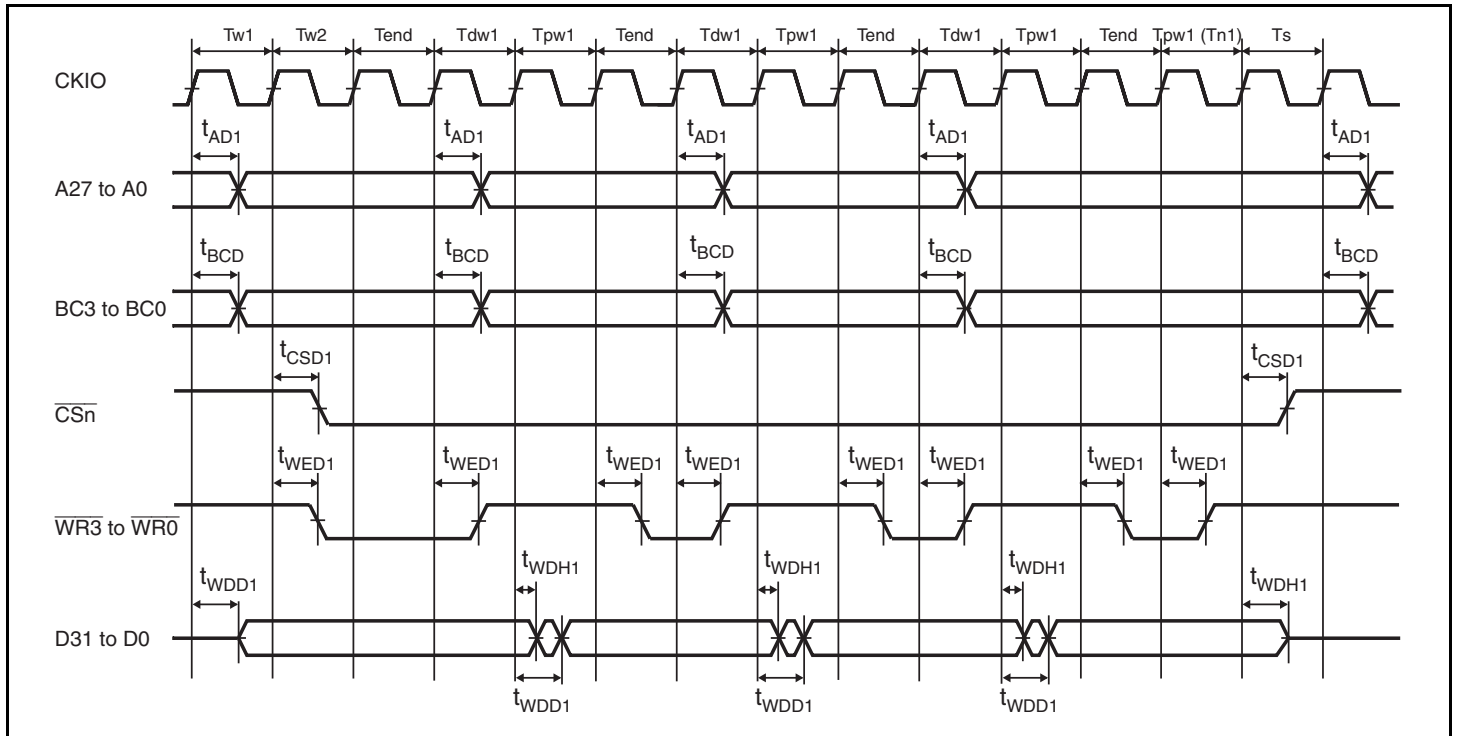 Tw1 Tw2 Tend Tdw1 Tpw1 Tend Tdw1 Tpw1 Tend Tdw1 Tpw1 Tend Tpw1 (Tn1) Ts
CKIO
tAD1 tAD1 tAD1 tAD1 tAD1
A27 to A0
tBCD tBCD tBCD tBCD tBCD
BC3 to BC0
tCSD1 tCSD1
CSn
tWED1 tWED1 tWED1 tWED1 tWED1 tWED1 tWED1 tWED1
WR3 to WR0
tWDD1 tWDH1 tWDH1 tWDH1 tWDH1
D31 to D0
tWDD1 tWDD1 tWDD1